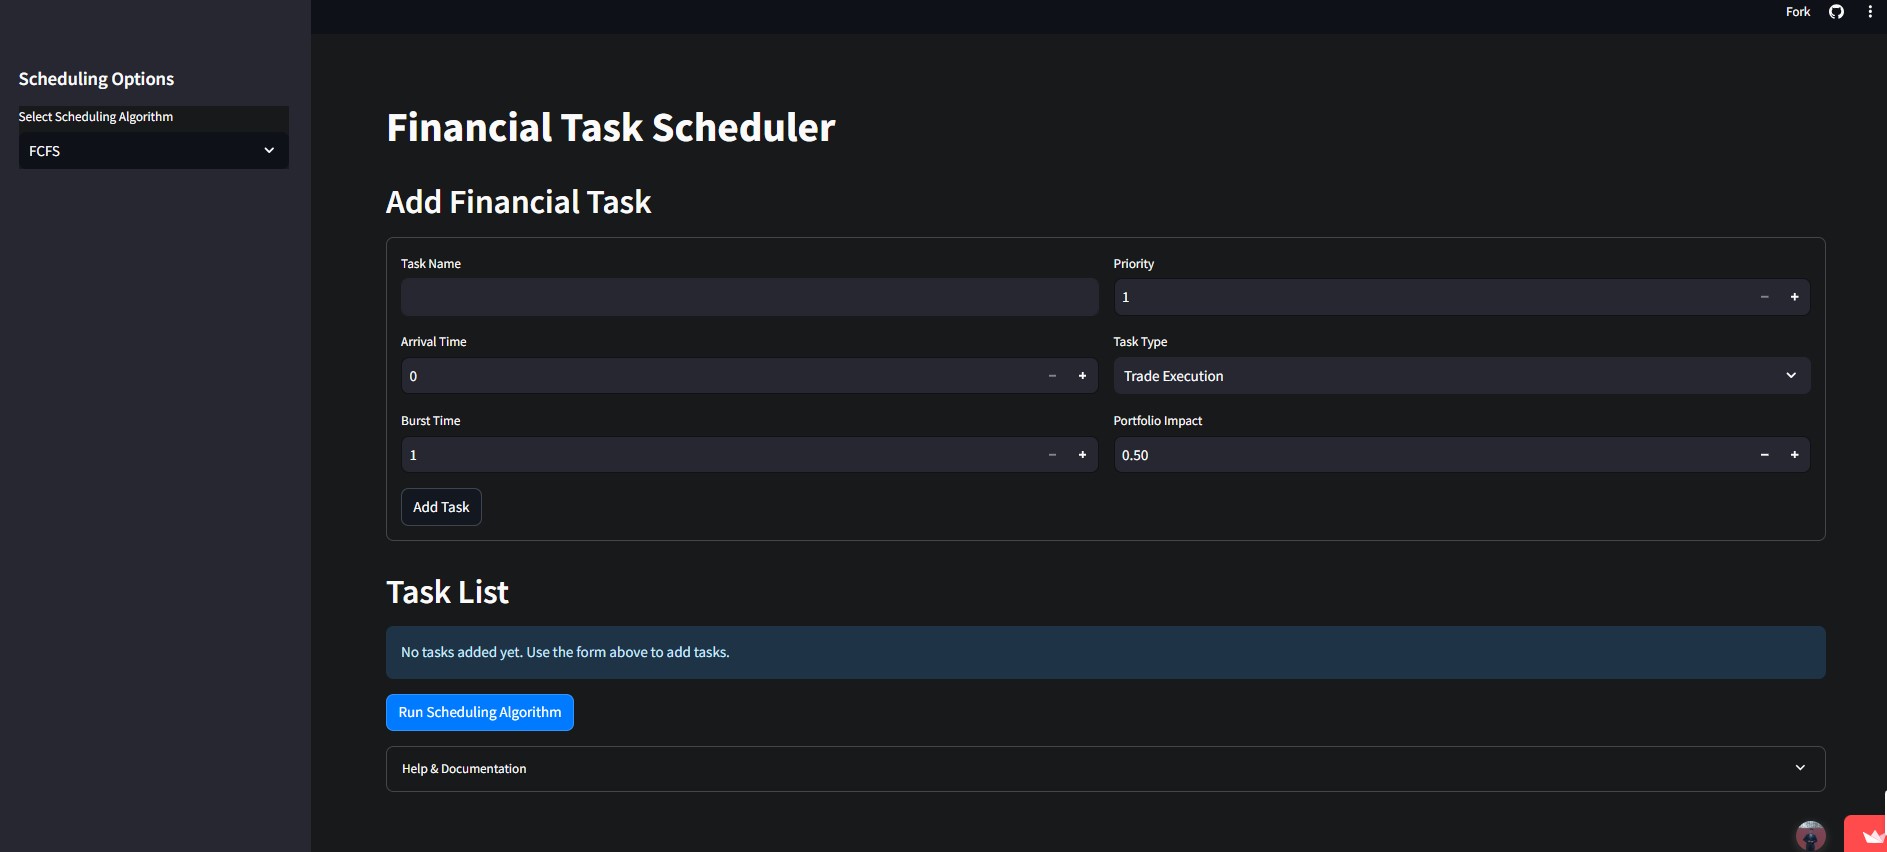 Fork
Scheduling Options
Select Scheduling Algorithm
FCFS
Financial Task Scheduler
Add Financial Task
Task Name
Priority
1
Arrival Time
0
Task Type
Trade Execution
Burst Time
1
Portfolio Impact
0.50
Add Task
Task List
No tasks added yet. Use the form above to add tasks.
Run Scheduling Algorithm
Help & Documentation